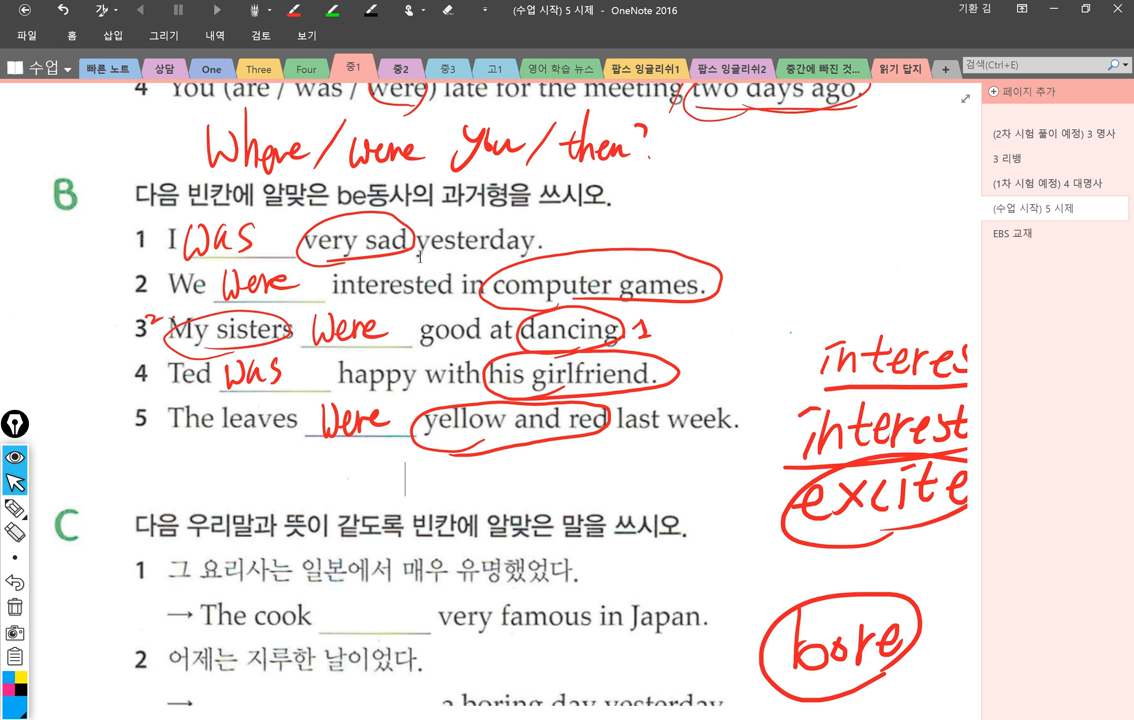 (수업 시작) 5 시제 - OneNote 2016
기환 김
파일 홈 삽입 그리기 내역 검토 보기
수업 빠른 노트 상담 One Three Four 중1 중2 중3 고1 영어 학습 뉴스 팝스 잉글리쉬1 팝스 잉글리쉬2 중간에 빠진 것... 읽기 답지 + 검색(Ctrl+E)
페이지 추가
(2차 시험 풀이 예정) 3 명사
3 리뱅
(1차 시험 예정) 4 대명사
(수업 시작) 5 시제
EBS 교재
4 You (are / was / were) late for the meeting two days ago.
Where / were you / then?
B 다음 빈칸에 알맞은 be동사의 과거형을 쓰시오.
1 I was very sad yesterday.
2 We were interested in computer games.
3 2 My sisters were good at dancing 1
4 Ted was happy with his girlfriend.
5 The leaves were yellow and red last week.
interes
interest
excite
bore
C 다음 우리말과 뜻이 같도록 빈칸에 알맞은 말을 쓰시오.
1 그 요리사는 일본에서 매우 유명했었다.
→ The cook ________ very famous in Japan.
2 어제는 지루한 날이었다.
→ a boring day yesterday